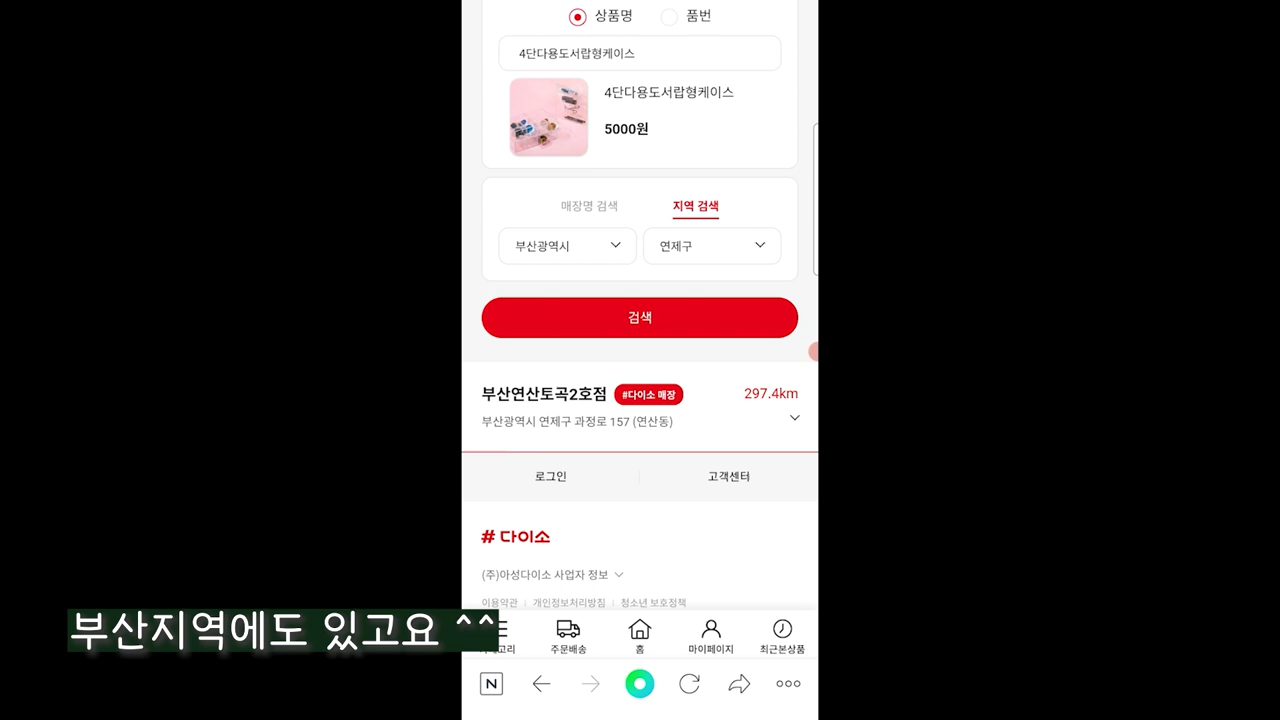 상품명 품번
4단다용도서랍형케이스
4단다용도서랍형케이스
5000원
매장명 검색 지역 검색
부산광역시 연제구
검색
부산연산토곡2호점 #다이소 매장 297.4km
부산광역시 연제구 과정로 157 (연산동)
로그인 고객센터
# 다이소
(주)아성다이소 사업자 정보
이용약관 개인정보처리방침 청소년 보호정책
부산지역에도 있고요 ^^
주문배송 홈 마이페이지 최근본상품
N